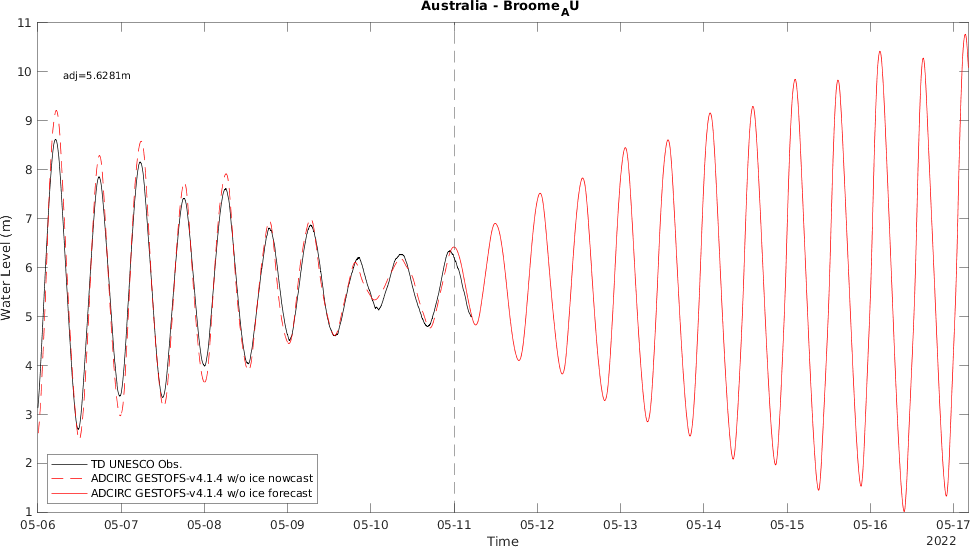 Australia - Broome_AU
11
10
9
8
7
6
5
4
3
2
1
Water Level (m)
adj=5.6281m
TD UNESCO Obs.
ADCIRC GESTOFS-v4.1.4 w/o ice nowcast
ADCIRC GESTOFS-v4.1.4 w/o ice forecast
05-06 05-07 05-08 05-09 05-10 05-11 05-12 05-13 05-14 05-15 05-16 05-17
Time
2022